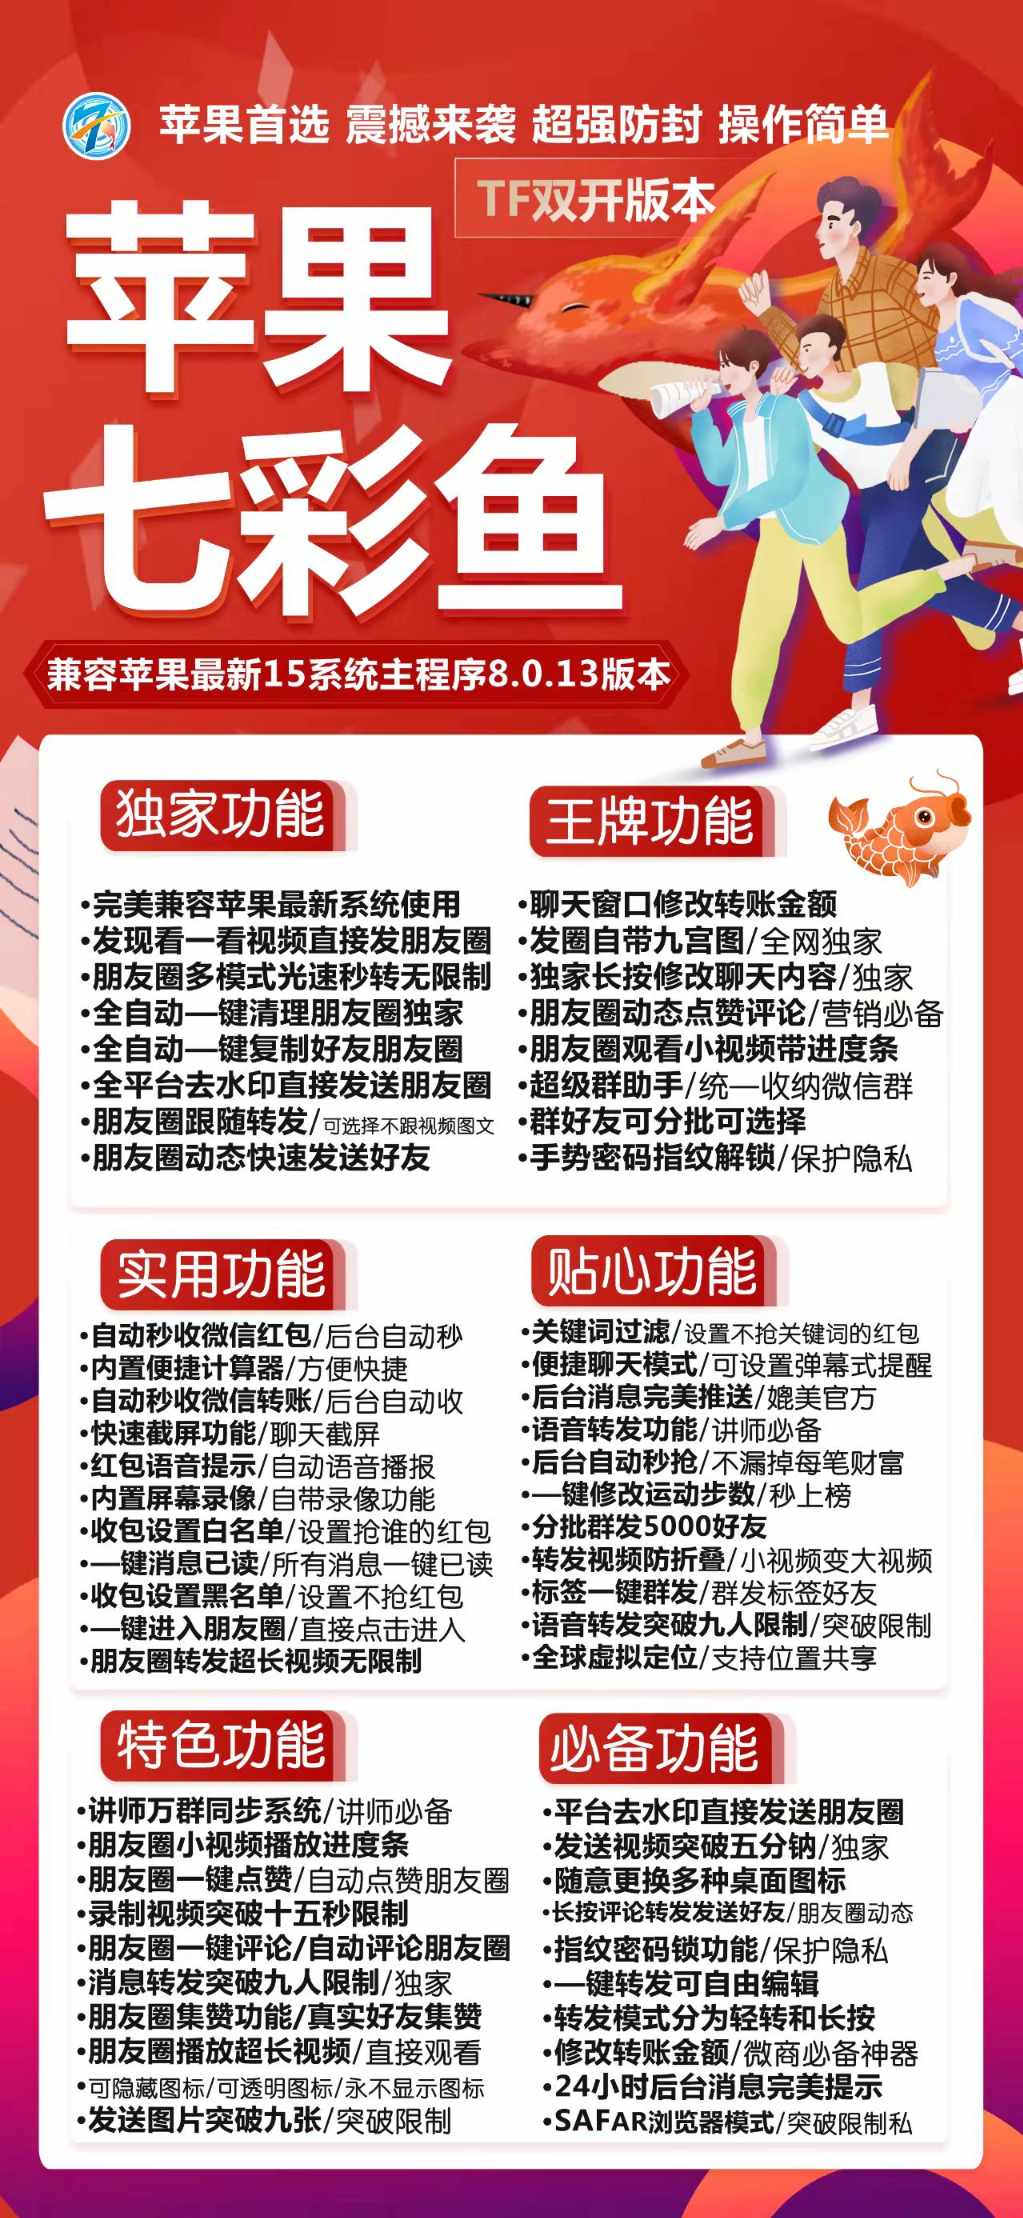 苹果首选 震撼来袭 超强防封 操作简单
TF双开版本
苹果
七彩鱼
兼容苹果最新15系统主程序8.0.13版本
独家功能
•完美兼容苹果最新系统使用
•发现看一看视频直接发朋友圈
•朋友圈多模式光速秒转无限制
•全自动一键清理朋友圈独家
•全自动一键复制好友朋友圈
•全平台去水印直接发送朋友圈
•朋友圈跟随转发/可选择不跟视频图文
•朋友圈动态快速发送好友
王牌功能
•聊天窗口修改转账金额
•发圈自带九宫图/全网独家
•独家长按修改聊天内容/独家
•朋友圈动态点赞评论/营销必备
•朋友圈观看小视频带进度条
•超级群助手/统一收纳微信群
•群好友可分批可选择
•手势密码指纹解锁/保护隐私
实用功能
•自动秒收微信红包/后台自动秒
•内置便捷计算器/方便快捷
•自动秒收微信转账/后台自动收
•快速截屏功能/聊天截屏
•红包语音提示/自动语音播报
•内置屏幕录像/自带录像功能
•收包设置白名单/设置抢谁的红包
•一键消息已读/所有消息一键已读
•收包设置黑名单/设置不抢红包
•一键进入朋友圈/直接点击进入
•朋友圈转发超长视频无限制
贴心功能
•关键词过滤/设置不抢关键词的红包
•便捷聊天模式/可设置弹幕式提醒
•后台消息完美推送/媲美官方
•语音转发功能/讲师必备
•后台自动秒抢/不漏掉每笔财富
•一键修改运动步数/秒上榜
•分批群发5000好友
•转发视频防折叠/小视频变大视频
•标签一键群发/群发标签好友
•语音转发突破九人限制/突破限制
•全球虚拟定位/支持位置共享
特色功能
•讲师万群同步系统/讲师必备
•朋友圈小视频播放进度条
•朋友圈一键点赞/自动点赞朋友圈
•录制视频突破十五秒限制
•朋友圈一键评论/自动评论朋友圈
•消息转发突破九人限制/独家
•朋友圈集赞功能/真实好友集赞
•朋友圈播放超长视频/直接观看
•可隐藏图标/可透明图标/永不显示图标
•发送图片突破九张/突破限制
必备功能
•平台去水印直接发送朋友圈
•发送视频突破五分钟/独家
•随意更换多种桌面图标
•长按评论转发发送好友/朋友圈动态
•指纹密码锁功能/保护隐私
•一键转发可自由编辑
•转发模式分为轻转和长按
•修改转账金额/微商必备神器
•24小时后台消息完美提示
•SAFAR浏览器模式/突破限制私